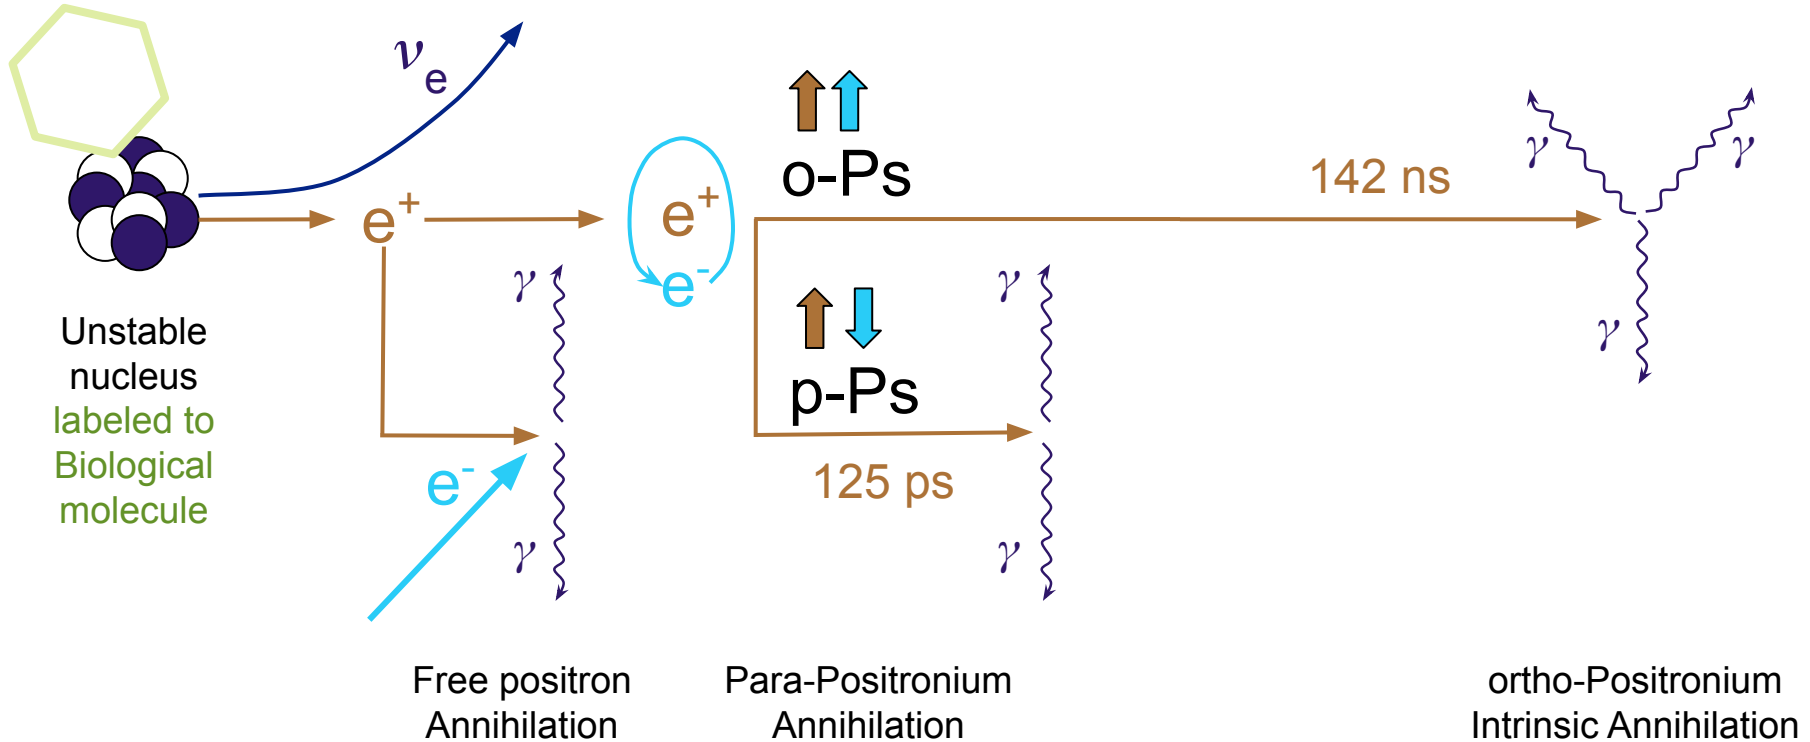 νe
o-Ps
142 ns
γ
γ
γ
e⁺
e⁺
e⁻
γ
γ
p-Ps
125 ps
e⁻
γ
γ
Unstable
nucleus
labeled to
Biological
molecule
Free positron
Annihilation
Para-Positronium
Annihilation
ortho-Positronium
Intrinsic Annihilation